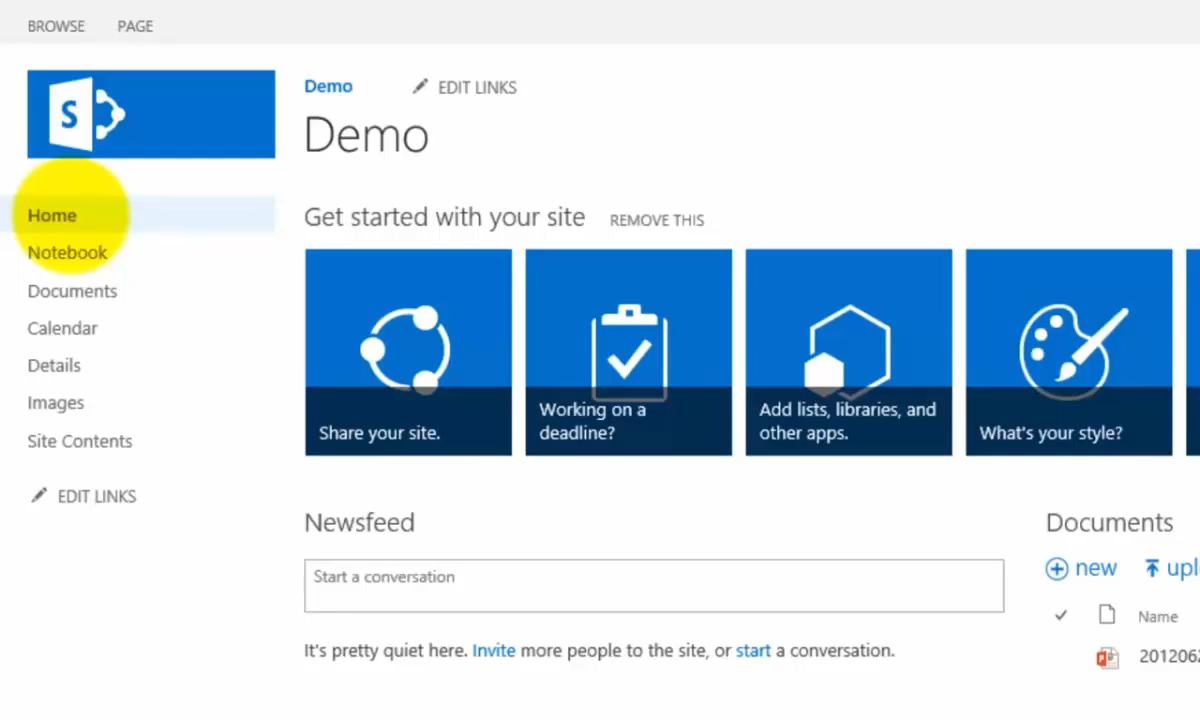 BROWSE PAGE
S
Demo EDIT LINKS
Demo
Home
Notebook
Documents
Calendar
Details
Images
Site Contents
EDIT LINKS
Get started with your site REMOVE THIS
Share your site.
Working on a
deadline?
Add lists, libraries, and
other apps.
What's your style?
Newsfeed
Start a conversation
It's pretty quiet here. Invite more people to the site, or start a conversation.
Documents
new upl
Name
201206